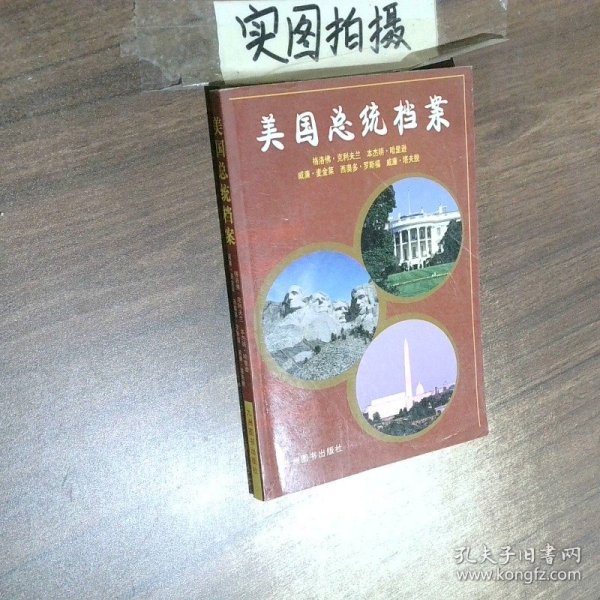 实图拍摄
美国总统档案
格洛佛·克利夫兰 本杰明·哈里逊
威廉·麦金莱 西奥多·罗斯福 威廉·塔夫脱
图书出版社
美国总统档案
孔夫子旧书网
www.kongfz.com